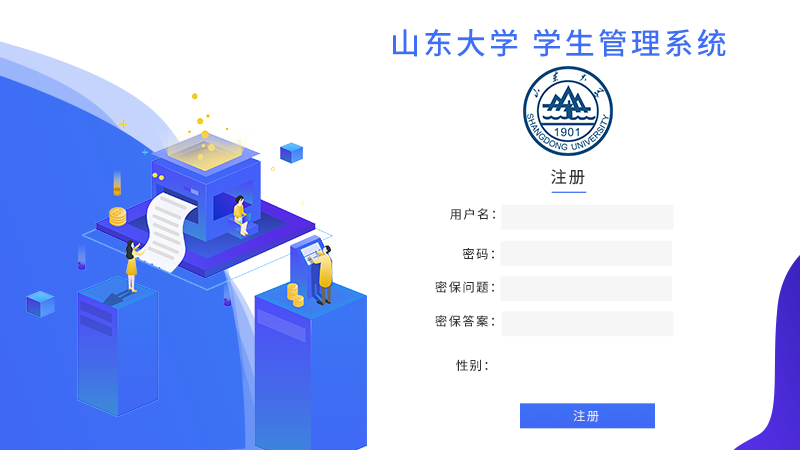 山东大学 学生管理系统
山东大学
1901
SHANGDONG UNIVERSITY
注册
用户名：
密码：
密保问题：
密保答案：
性别：
注册